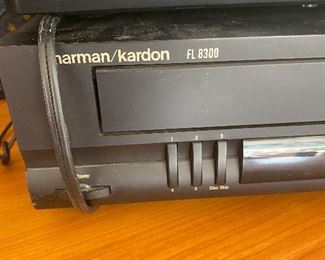 harman/kardon FL 8300
1 2 3
4 5 Disc Skip
Power